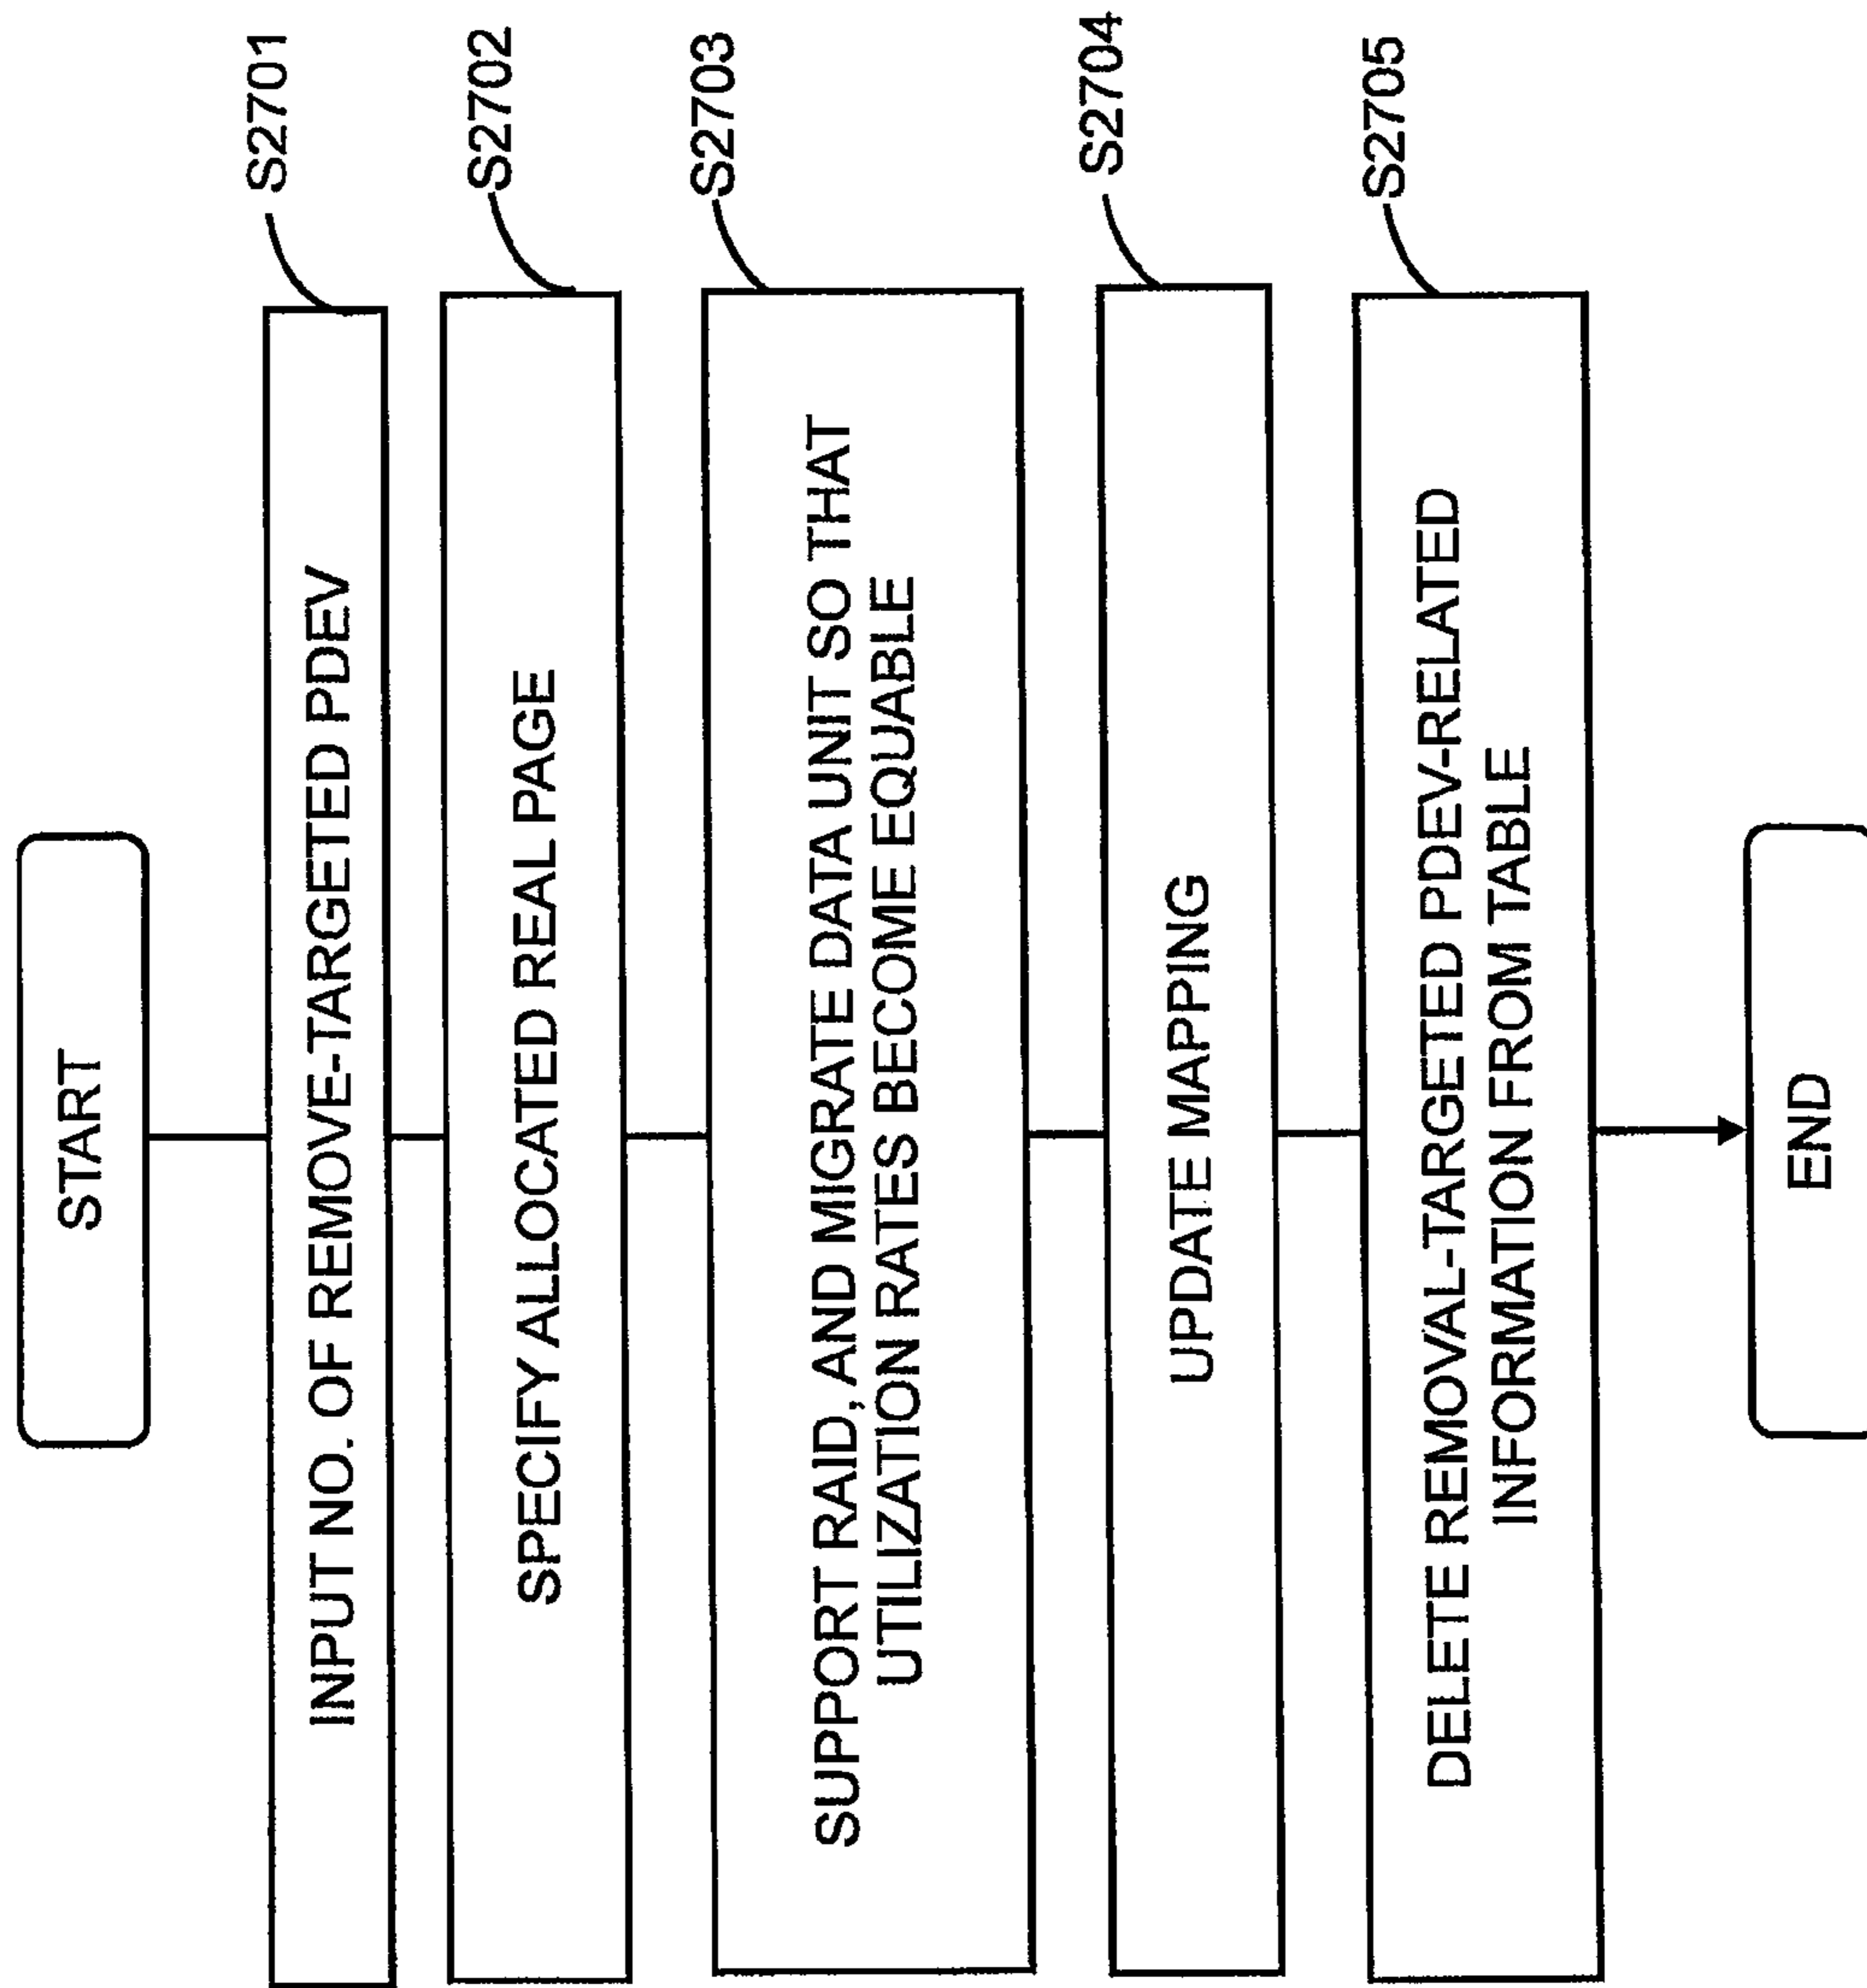 START
S2701
INPUT NO. OF REMOVE-TARGETED PDEV
S2702
SPECIFY ALLOCATED REAL PAGE
S2703
SUPPORT RAID, AND MIGRATE DATA UNIT SO THAT
UTILIZATION RATES BECOME EQUABLE
S2704
UPDATE MAPPING
S2705
DELETE REMOVAL-TARGETED PDEV-RELATED
INFORMATION FROM TABLE
END